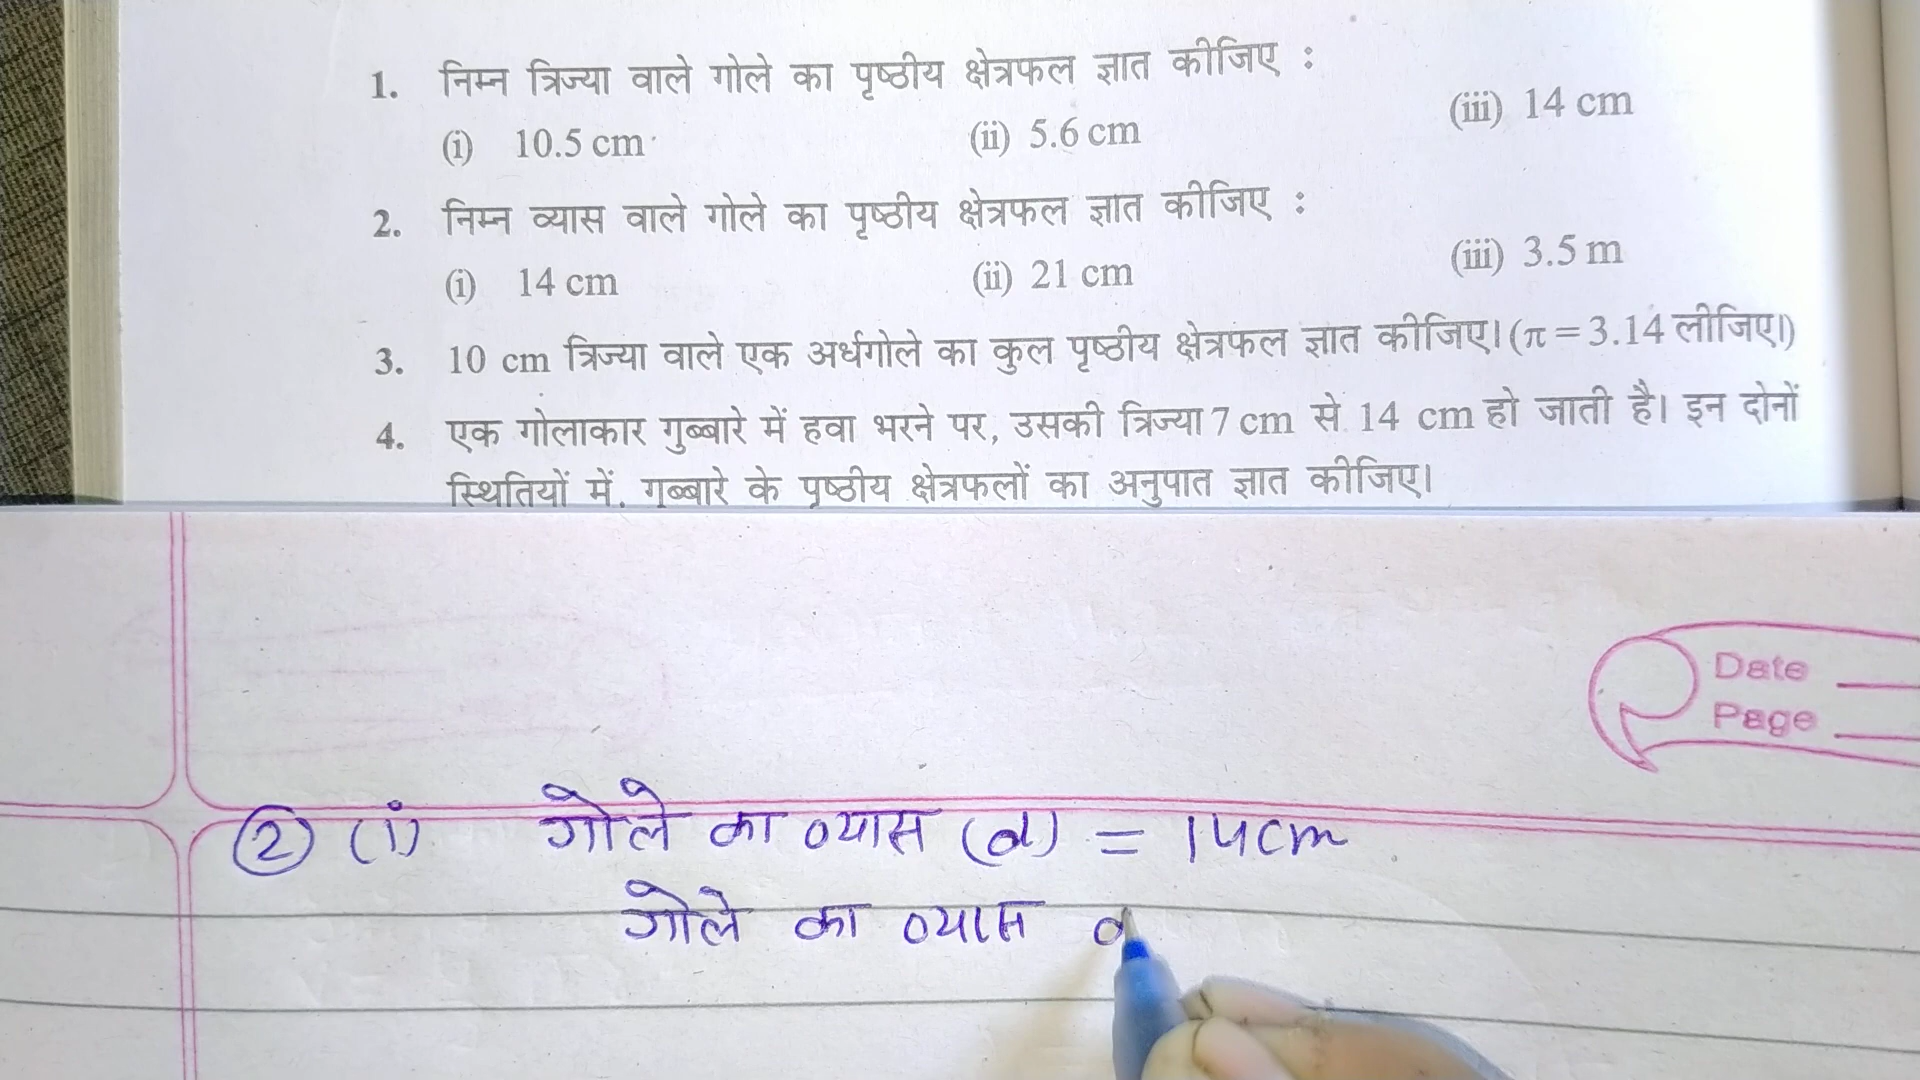 1. निम्न त्रिज्या वाले गोले का पृष्ठीय क्षेत्रफल ज्ञात कीजिए :
(i) 10.5 cm (ii) 5.6 cm (iii) 14 cm
2. निम्न व्यास वाले गोले का पृष्ठीय क्षेत्रफल ज्ञात कीजिए :
(i) 14 cm (ii) 21 cm (iii) 3.5 m
3. 10 cm त्रिज्या वाले एक अर्धगोले का कुल पृष्ठीय क्षेत्रफल ज्ञात कीजिए। (π = 3.14 लीजिए।)
4. एक गोलाकार गुब्बारे में हवा भरने पर, उसकी त्रिज्या 7 cm से 14 cm हो जाती है। इन दोनों
स्थितियों में, गुब्बारे के पृष्ठीय क्षेत्रफलों का अनुपात ज्ञात कीजिए।
Date
Page
2 (i) गोले का व्यास (d) = 14cm
गोले का व्यास d